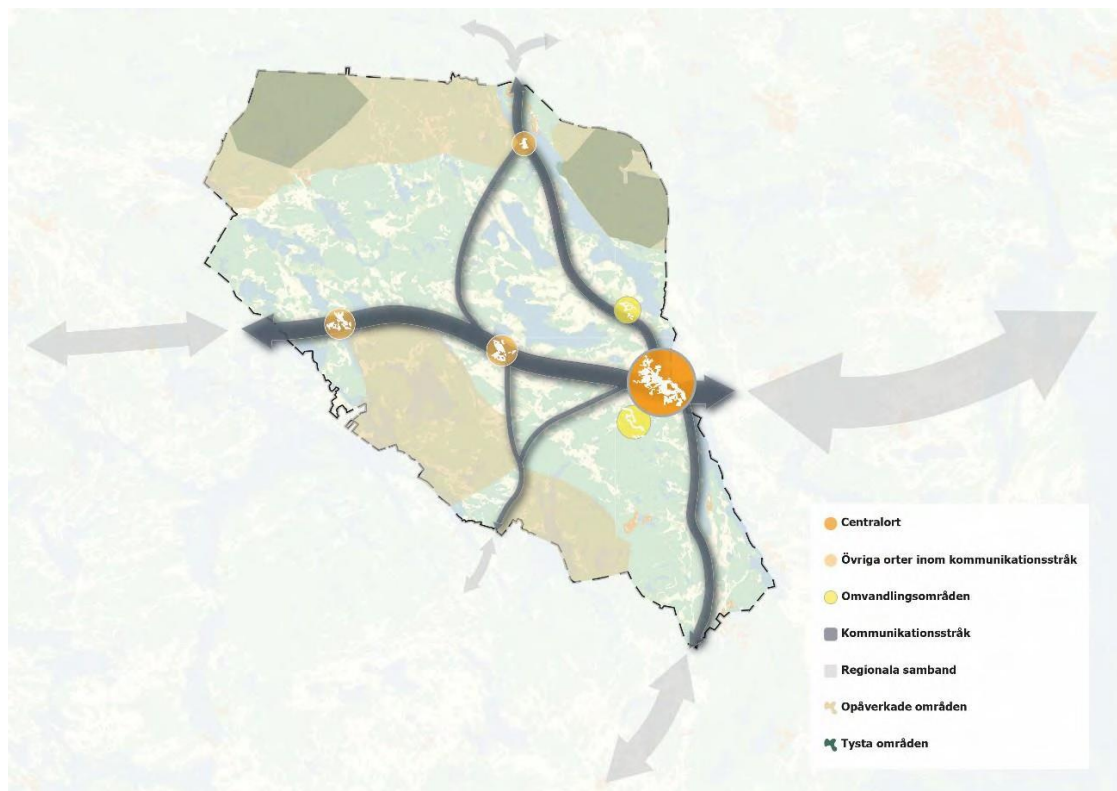 Centralort
Övriga orter inom kommunikationsstråk
Omvandlingsområden
Kommunikationsstråk
Regionala samband
Opåverkade områden
Tysta områden